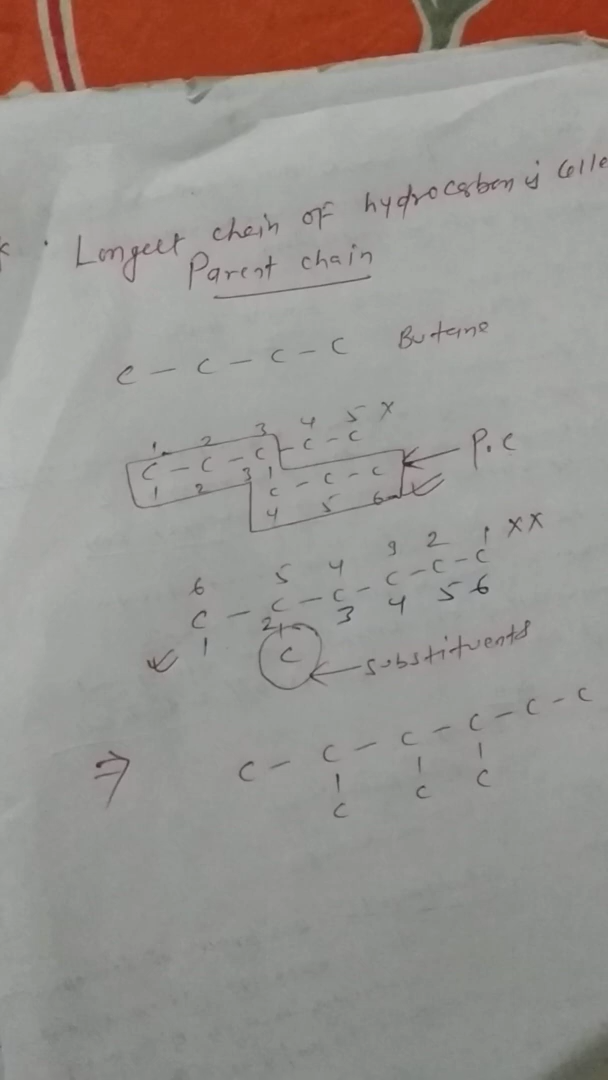 . Longest chain of hydrocarbon is calle
Parent chain
C - C - C - C Butane
1 2 3 4 5 X
C - C - C - C - C
1 2 3 C - C - C P.C
4 5 6
6 5 4 3 2 1 XX
C - C - C - C - C - C
1 2 3 4 5 6
C substituents
⇒ C - C - C - C - C - C
C C C